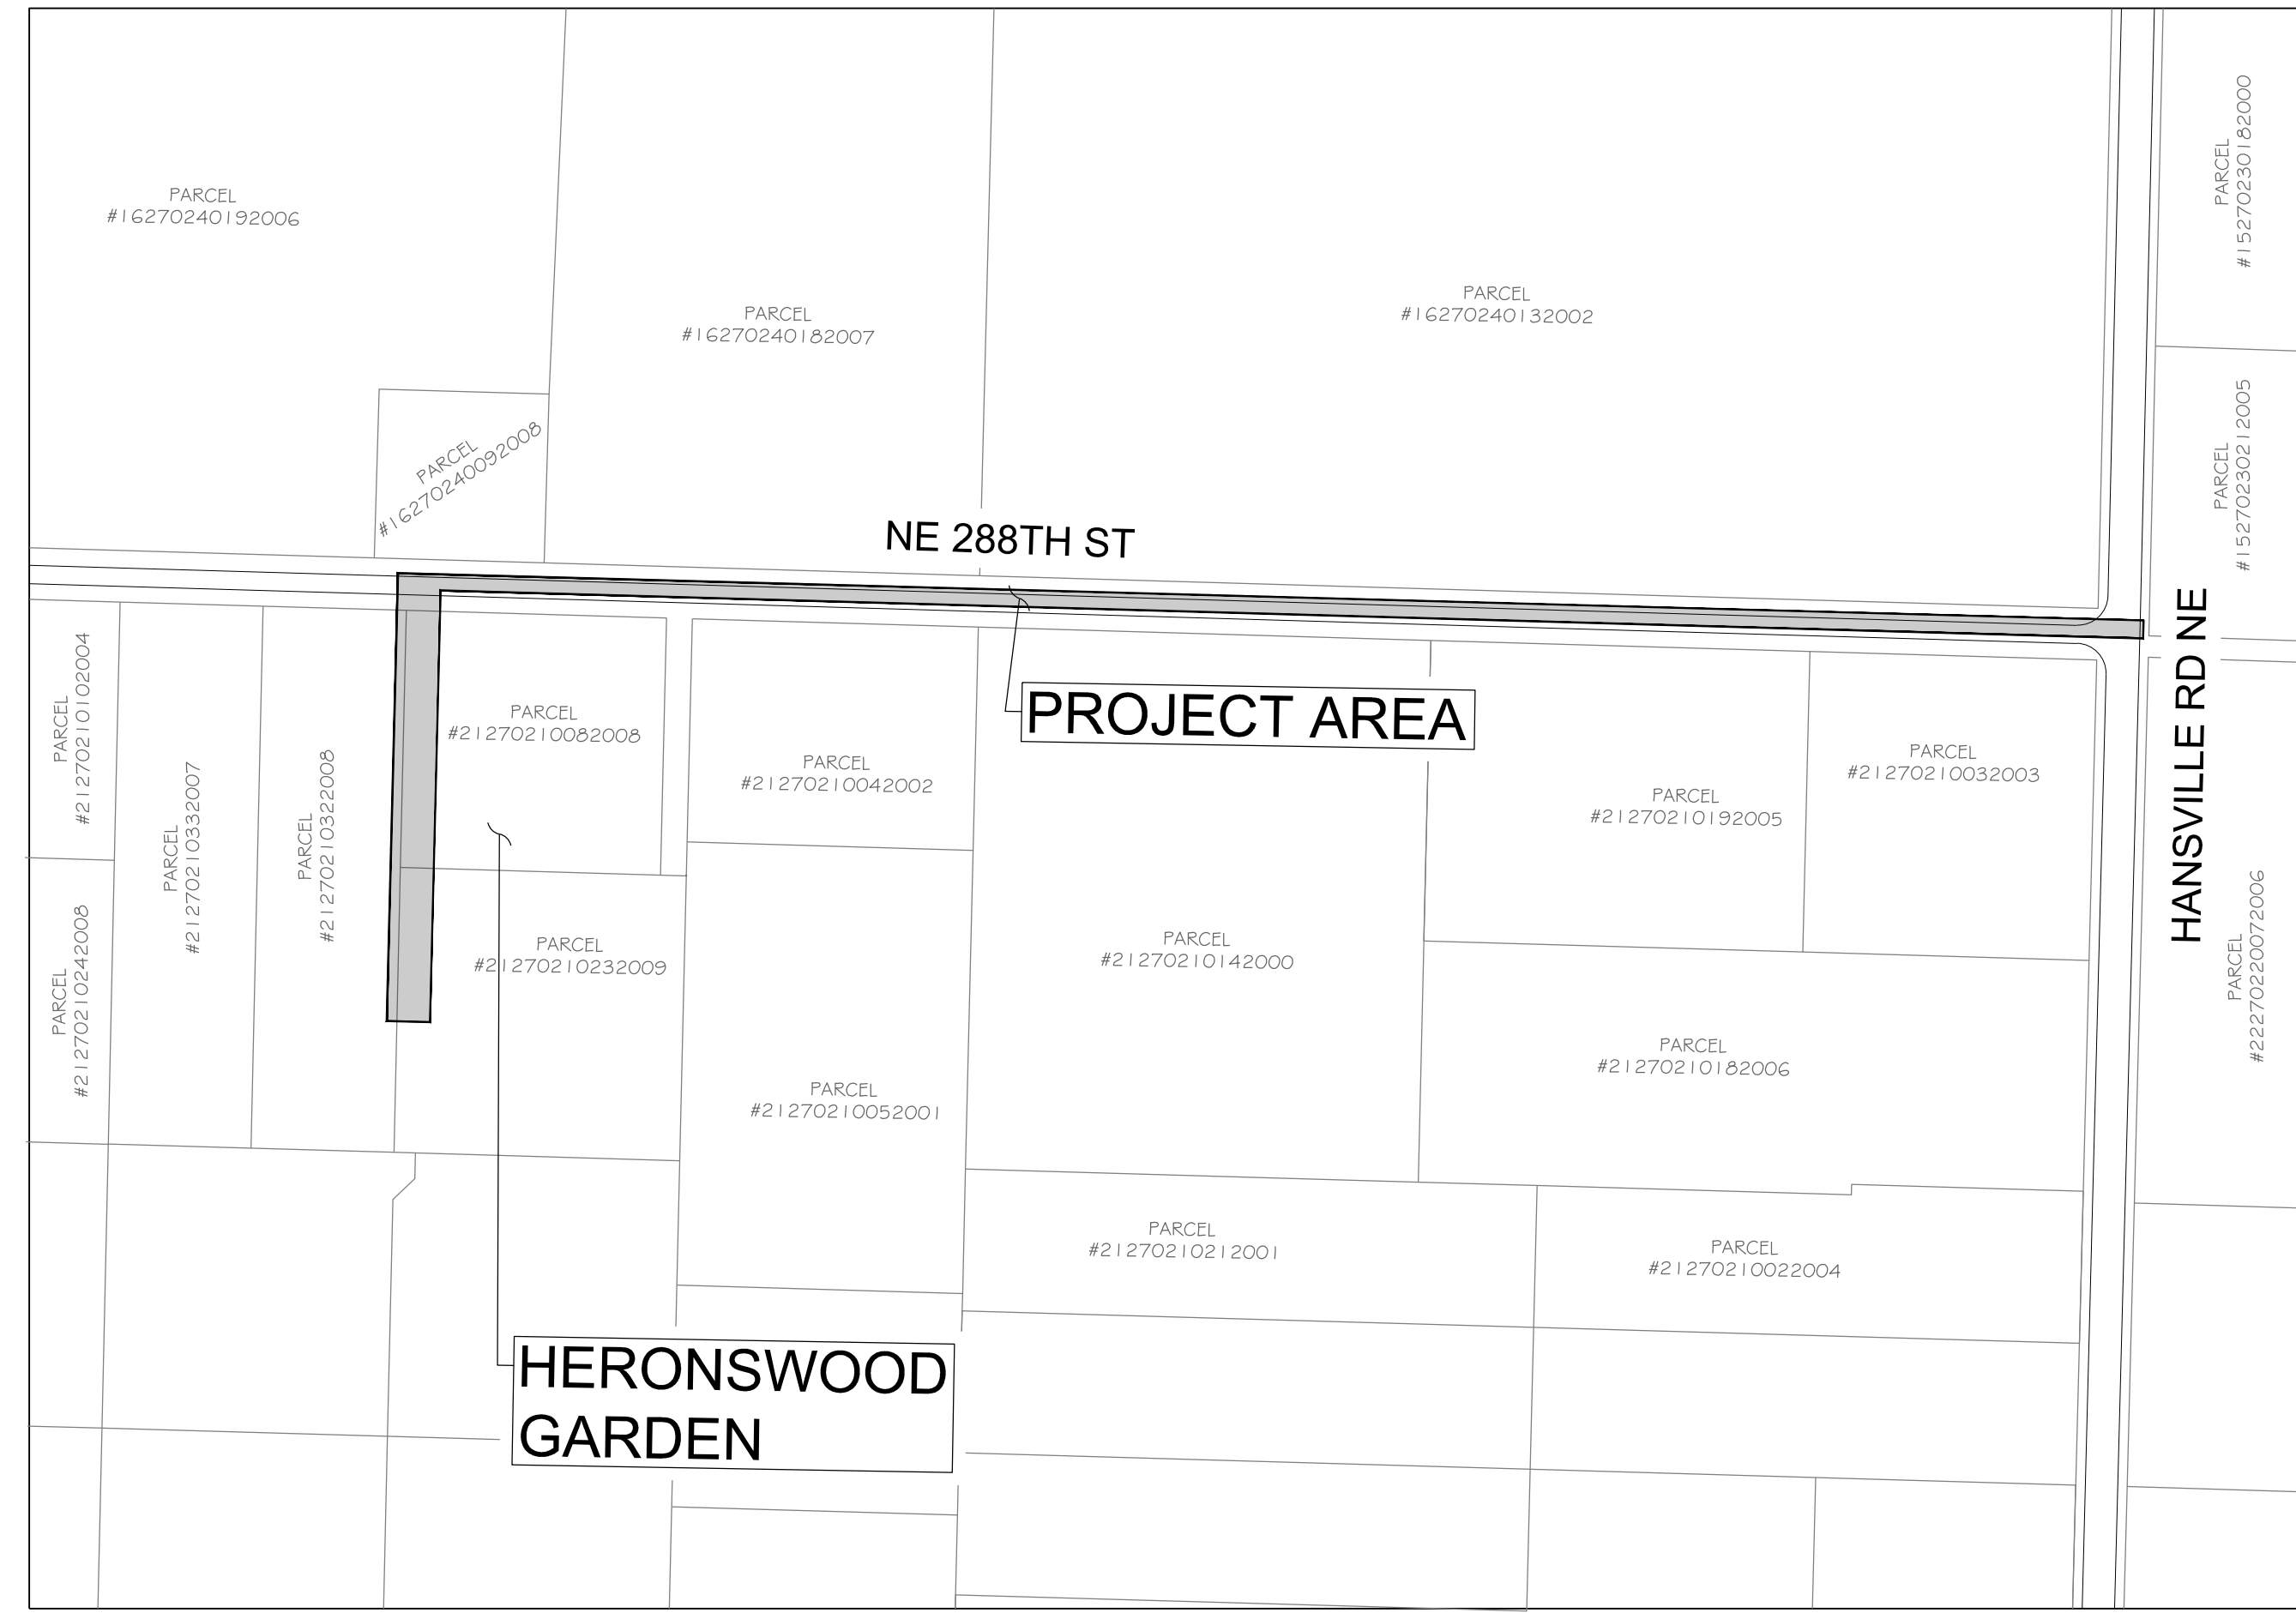 PARCEL
#16270240192006
PARCEL
#16270240182007
PARCEL
#16270240132002
PARCEL
#15270230182000
PARCEL
#16270240092008
PARCEL
#15270230212005
NE 288TH ST
HANSVILLE RD NE
PARCEL
#21270210102004
PARCEL
#21270210332007
PARCEL
#21270210322008
PARCEL
#21270210082008
PROJECT AREA
PARCEL
#21270210042002
PARCEL
#21270210192005
PARCEL
#21270210032003
PARCEL
#21270210242008
PARCEL
#21270210232009
PARCEL
#21270210142000
PARCEL
#22270220072006
PARCEL
#21270210052001
PARCEL
#21270210182006
PARCEL
#21270210212001
PARCEL
#21270210022004
HERONSWOOD
GARDEN